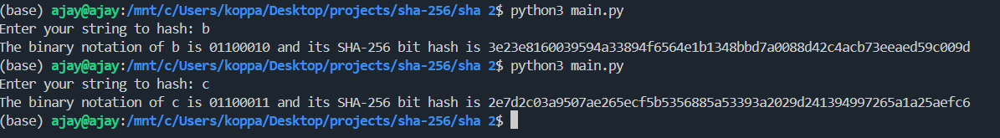 (base) ajay@ajay:/mnt/c/Users/koppa/Desktop/projects/sha-256/sha 2$ python3 main.py
Enter your string to hash: b
The binary notation of b is 01100010 and its SHA-256 bit hash is 3e23e8160039594a33894f6564e1b1348bbd7a0088d42c4acb73eeaed59c009d
(base) ajay@ajay:/mnt/c/Users/koppa/Desktop/projects/sha-256/sha 2$ python3 main.py
Enter your string to hash: c
The binary notation of c is 01100011 and its SHA-256 bit hash is 2e7d2c03a9507ae265ecf5b5356885a53393a2029d241394997265a1a25aefc6
(base) ajay@ajay:/mnt/c/Users/koppa/Desktop/projects/sha-256/sha 2$